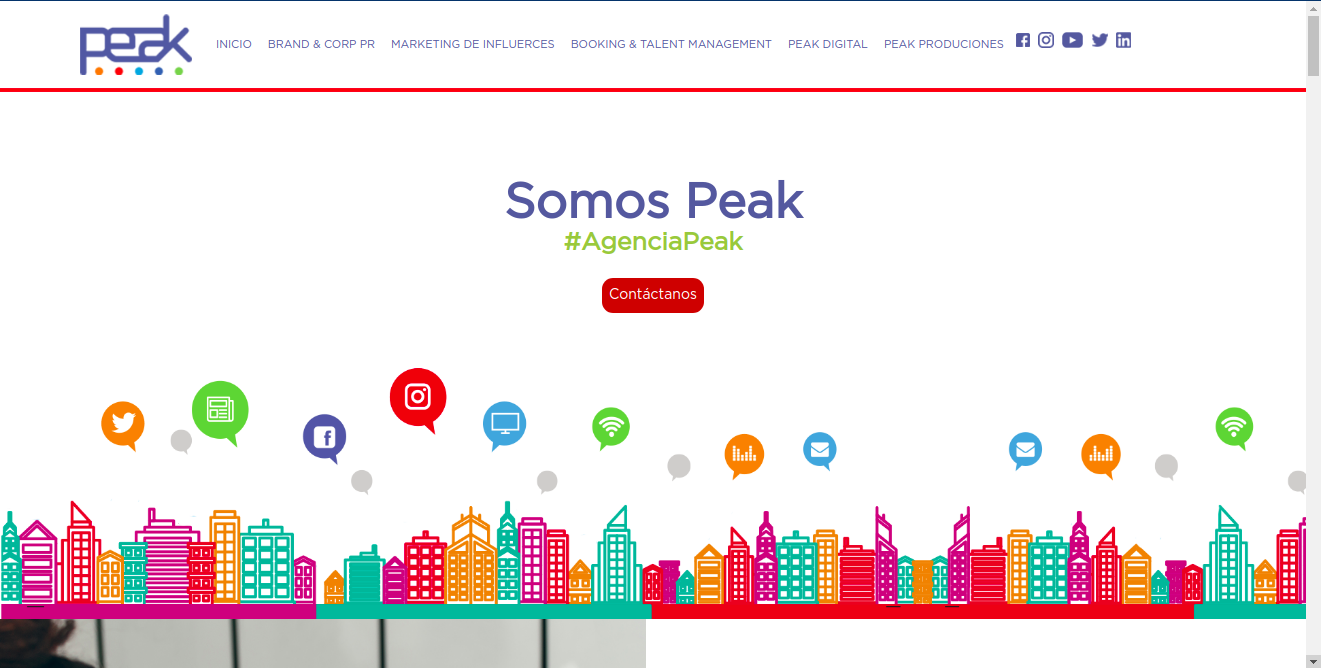 peak
INICIO BRAND & CORP PR MARKETING DE INFLUERCES BOOKING & TALENT MANAGEMENT PEAK DIGITAL PEAK PRODUCIONES
Somos Peak
#AgenciaPeak
Contáctanos